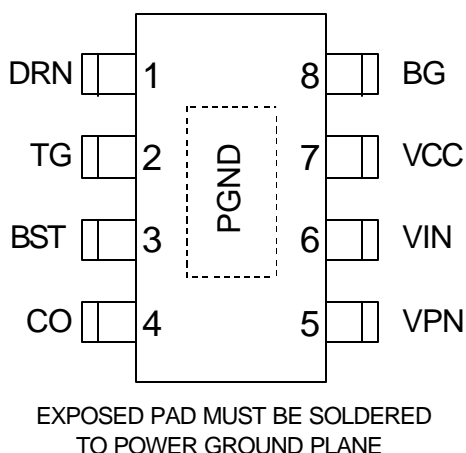 DRN 1 8 BG
TG 2 7 VCC
PGND
BST 3 6 VIN
CO 4 5 VPN
EXPOSED PAD MUST BE SOLDERED
TO POWER GROUND PLANE